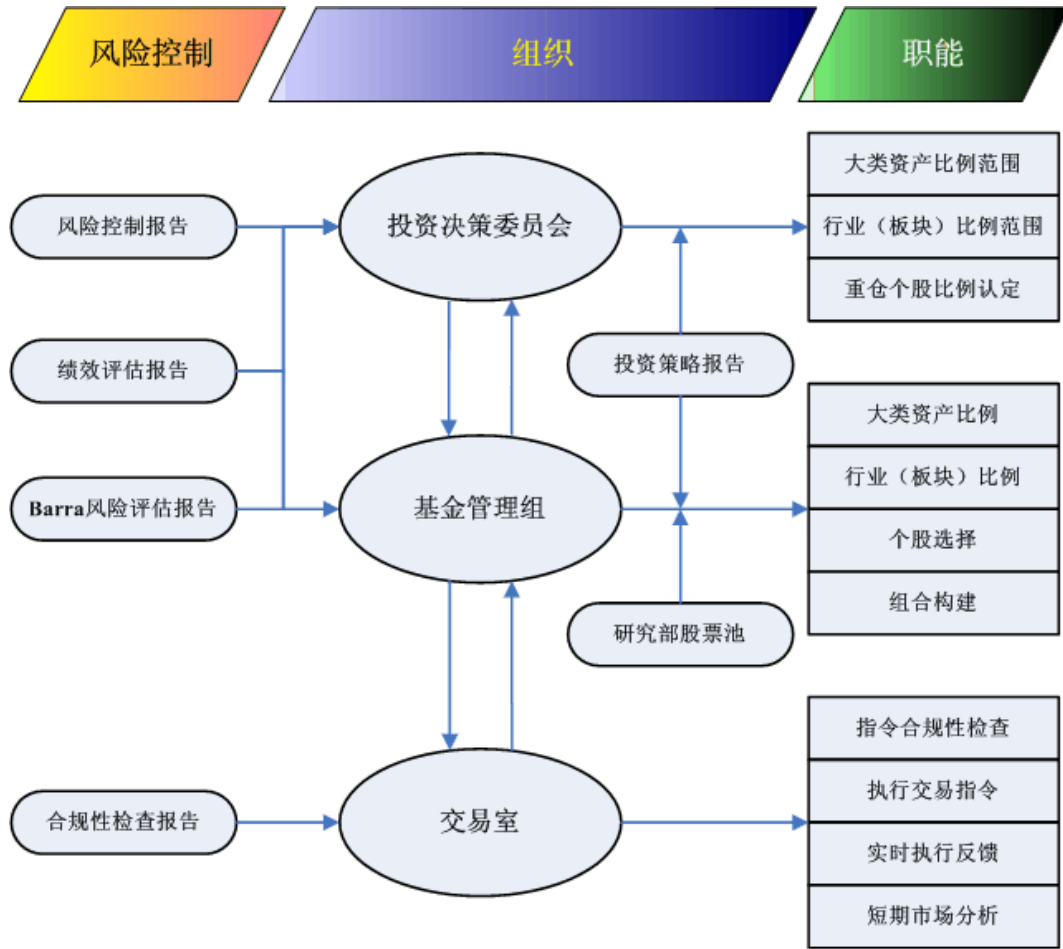 风险控制
组织
职能
风险控制报告
绩效评估报告
Barra风险评估报告
合规性检查报告
投资决策委员会
基金管理组
交易室
投资策略报告
研究部股票池
大类资产比例范围
行业（板块）比例范围
重仓个股比例认定
大类资产比例
行业（板块）比例
个股选择
组合构建
指令合规性检查
执行交易指令
实时执行反馈
短期市场分析